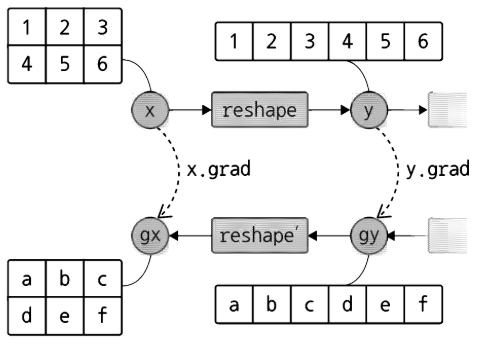 1 2 3
4 5 6
1 2 3 4 5 6
x reshape y
x.grad y.grad
gx reshape' gy
a b c
d e f
a b c d e f